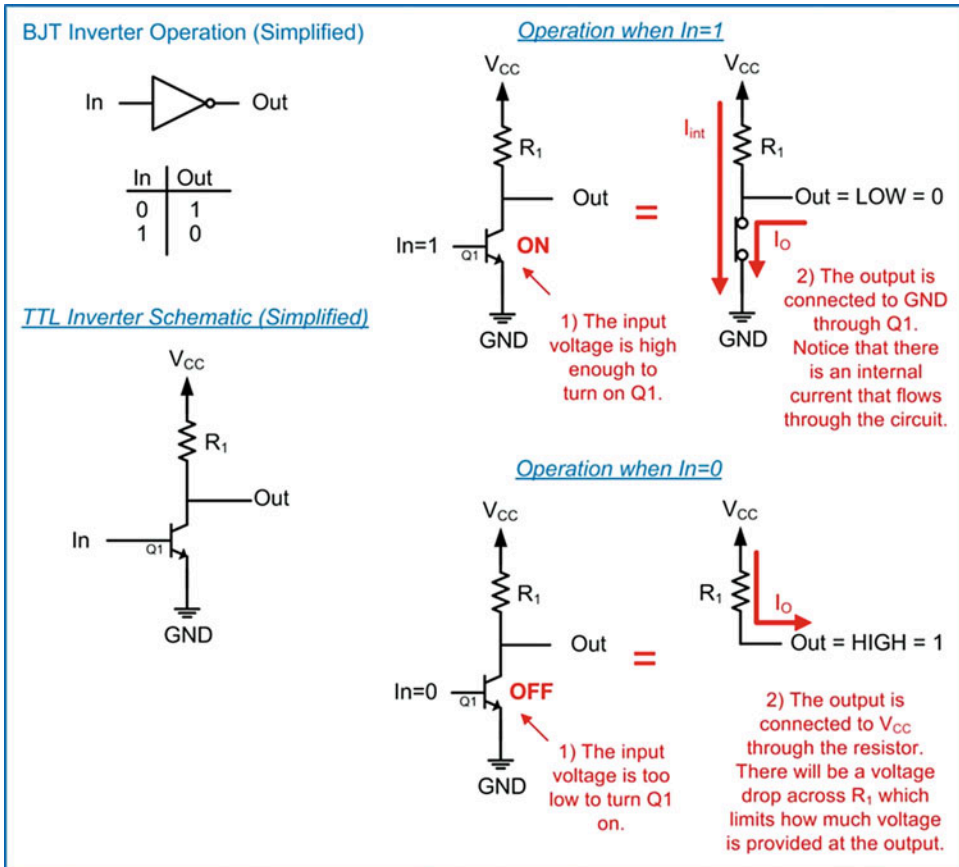 BJT Inverter Operation (Simplified)
In
Out
In Out
0 1
1 0
TTL Inverter Schematic (Simplified)
VCC
R1
Out
In
Q1
GND
Operation when In=1
VCC
R1
Out
In=1
Q1
ON
GND
1) The input
voltage is high
enough to
turn on Q1.
=
VCC
Iint
R1
Out = LOW = 0
IO
2) The output is
connected to GND
through Q1.
Notice that there
is an internal
current that flows
through the circuit.
GND
Operation when In=0
VCC
R1
Out
In=0
Q1
OFF
GND
1) The input
voltage is too
low to turn Q1
on.
=
VCC
R1
IO
Out = HIGH = 1
2) The output is
connected to VCC
through the resistor.
There will be a voltage
drop across R1 which
limits how much voltage
is provided at the output.